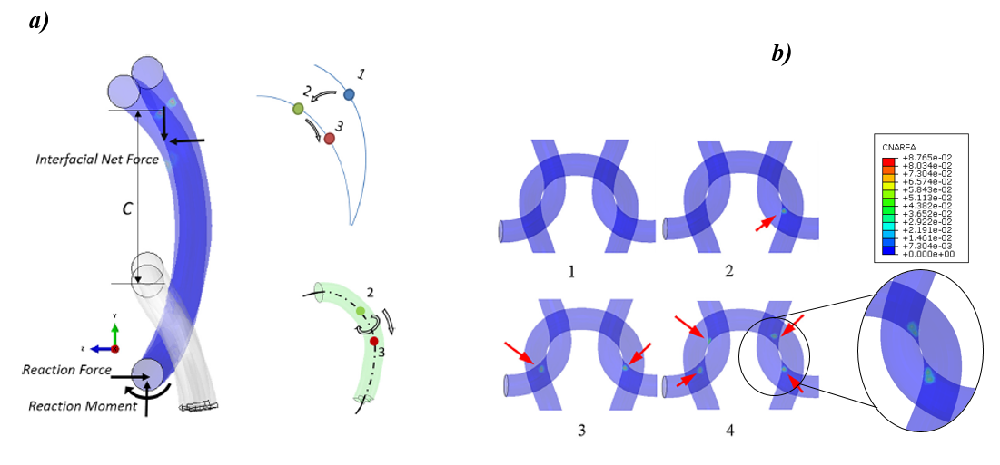 a)
b)
1
2
3
Interfacial Net Force
C
2
3
Y
z
Reaction Force
Reaction Moment
1
2
3
4
CNAREA
+8.765e-02
+8.034e-02
+7.304e-02
+6.574e-02
+5.843e-02
+5.113e-02
+4.382e-02
+3.652e-02
+2.922e-02
+2.191e-02
+1.461e-02
+7.304e-03
+0.000e+00